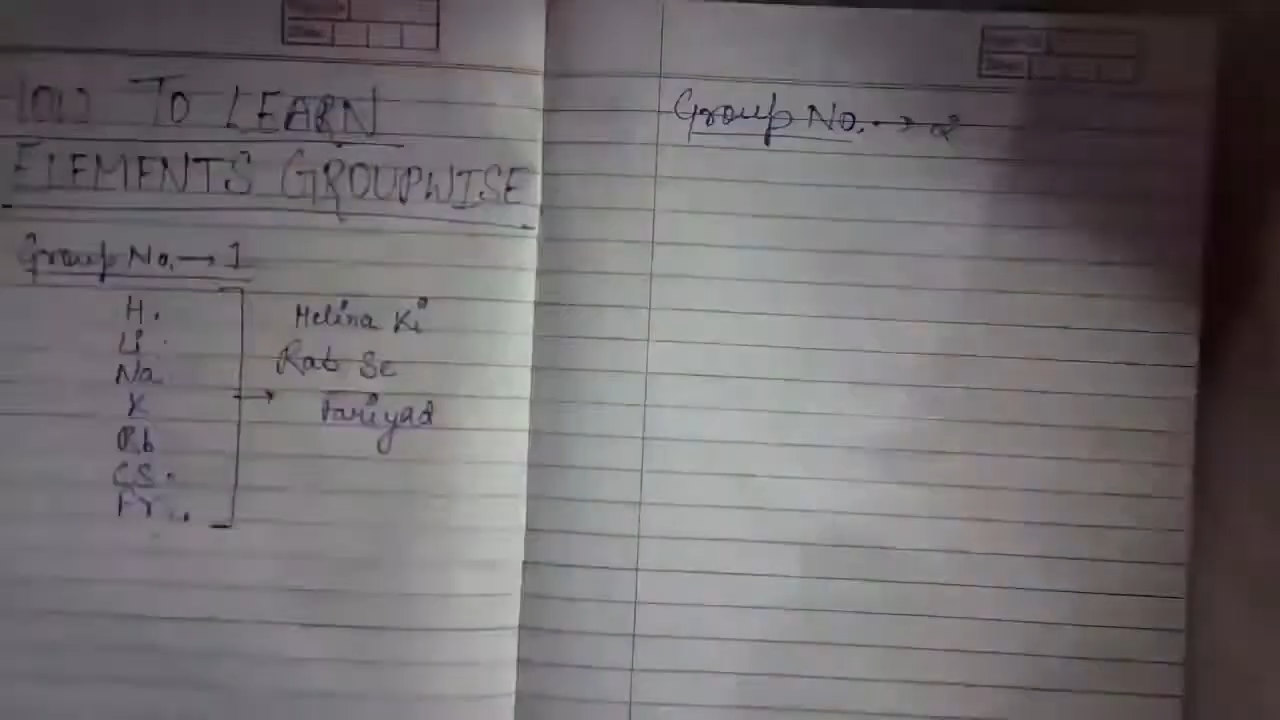 HOW TO LEARN
ELEMENTS GROUPWISE
Group No. → 1
H.
Li
Na
K
Rb
CS.
Fr.
Helina Ki
Rab Se
Fariyad
Group No. → 2